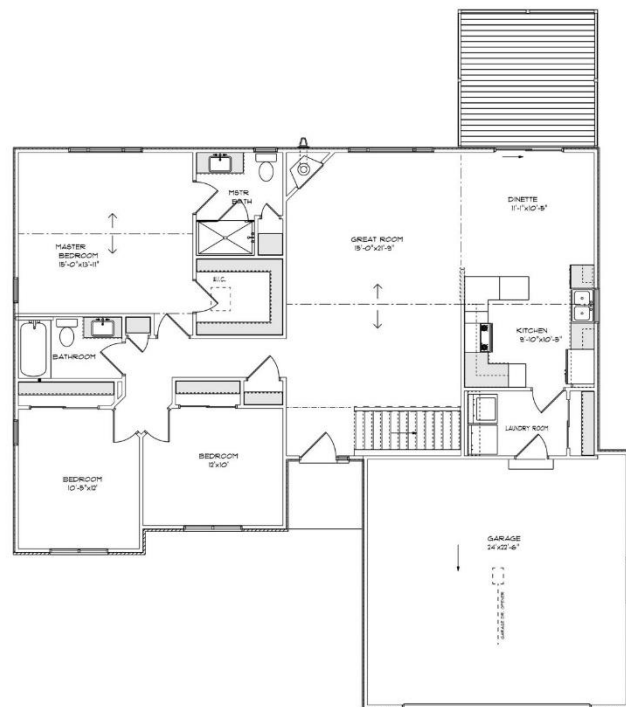 MSTR
BATH
DINETTE
11'-1"x10'-8"
MASTER
BEDROOM
15'-0"x13'-11"
GREAT ROOM
15'-0"x21'-9"
KITCHEN
9'-10"x10'-5"
BATHROOM
LAUNDRY ROOM
BEDROOM
12'x10'
BEDROOM
10'-8"x12'
GARAGE
24'x22'-6"